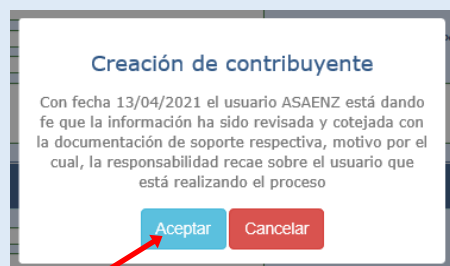 Creación de contribuyente
Con fecha 13/04/2021 el usuario ASAENZ está dando
fe que la información ha sido revisada y cotejada con
la documentación de soporte respectiva, motivo por el
cual, la responsabilidad recae sobre el usuario que
está realizando el proceso
Aceptar Cancelar